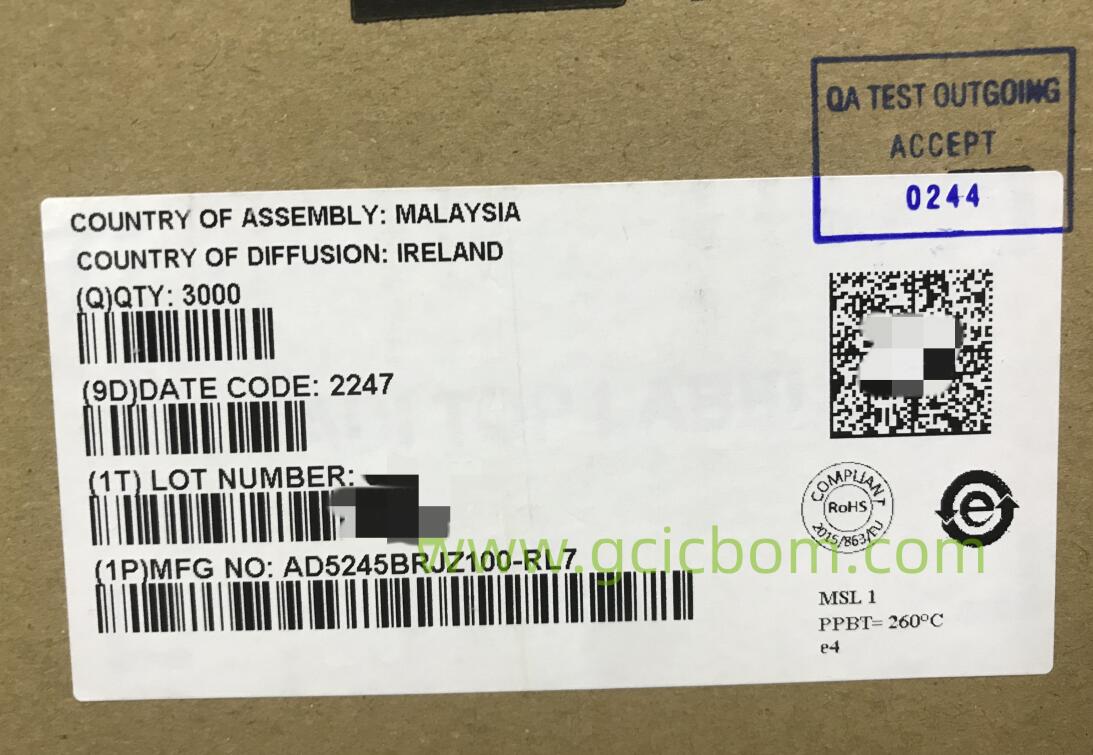 QA TEST OUTGOING
ACCEPT
0244
COUNTRY OF ASSEMBLY: MALAYSIA
COUNTRY OF DIFFUSION: IRELAND
(Q)QTY: 3000
(9D)DATE CODE: 2247
(1T) LOT NUMBER:
(1P)MFG NO: AD5245BRJZ100-RL7
COMPLIANT
RoHS
2015/863/EU
e
www.gcicbom.com
MSL 1
PPBT= 260°C
e4